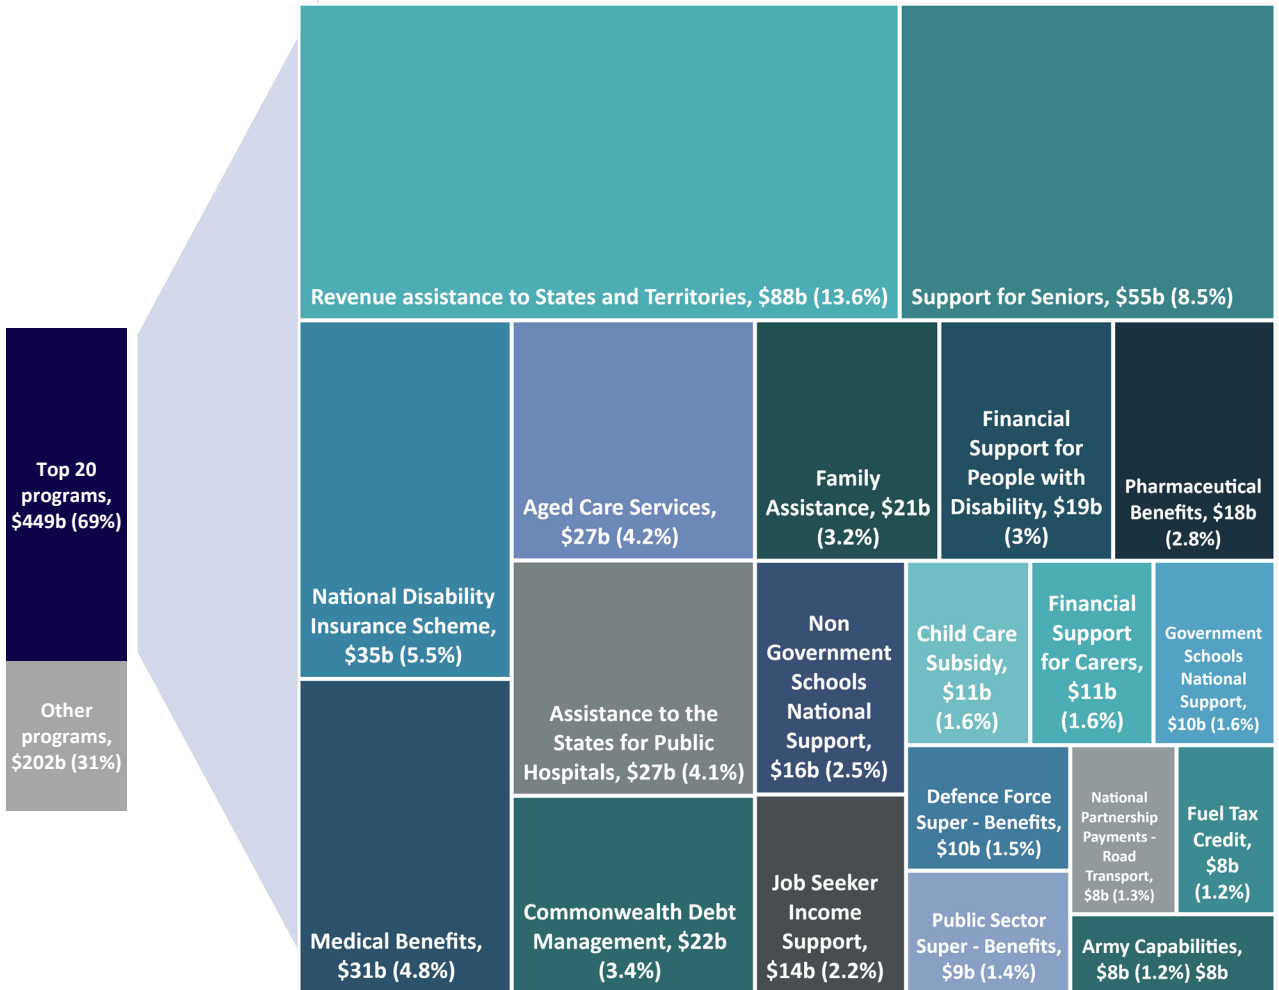 Top 20
programs,
$449b (69%)
Other
programs,
$202b (31%)
Revenue assistance to States and Territories, $88b (13.6%)
Support for Seniors, $55b (8.5%)
National Disability
Insurance Scheme,
$35b (5.5%)
Medical Benefits,
$31b (4.8%)
Aged Care Services,
$27b (4.2%)
Assistance to the
States for Public
Hospitals, $27b (4.1%)
Commonwealth Debt
Management, $22b
(3.4%)
Family
Assistance, $21b
(3.2%)
Financial
Support for
People with
Disability, $19b
(3%)
Pharmaceutical
Benefits, $18b
(2.8%)
Non
Government
Schools
National
Support,
$16b (2.5%)
Job Seeker
Income
Support,
$14b (2.2%)
Child Care
Subsidy,
$11b
(1.6%)
Financial
Support
for Carers,
$11b
(1.6%)
Government
Schools
National
Support,
$10b (1.6%)
Defence Force
Super - Benefits,
$10b (1.5%)
Public Sector
Super - Benefits,
$9b (1.4%)
National
Partnership
Payments -
Road
Transport,
$8b (1.3%)
Fuel Tax
Credit,
$8b
(1.2%)
Army Capabilities,
$8b (1.2%) $8b